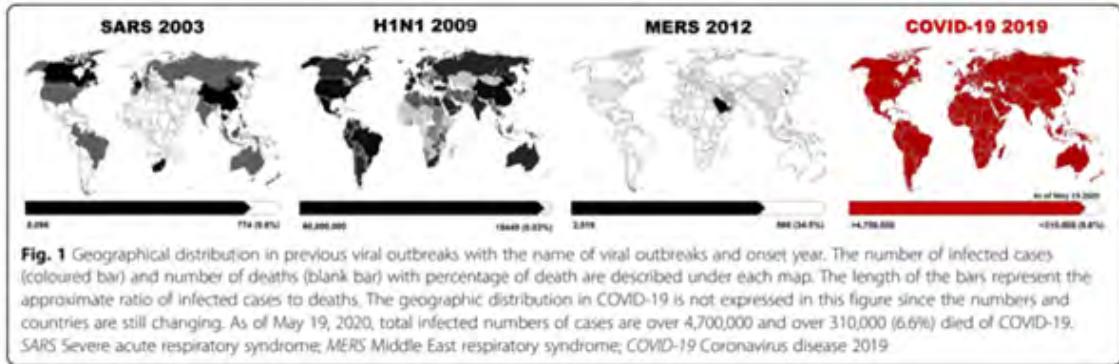 SARS 2003 H1N1 2009 MERS 2012 COVID-19 2019
As of May 19 2020
8,096 774 (9.6%) 60,800,000 18449 (0.03%) 2,519 866 (34.3%) >4,700,000 >310,000 (6.6%)
Fig. 1 Geographical distribution in previous viral outbreaks with the name of viral outbreaks and onset year. The number of infected cases
(coloured bar) and number of deaths (blank bar) with percentage of death are described under each map. The length of the bars represent the
approximate ratio of infected cases to deaths. The geographic distribution in COVID-19 is not expressed in this figure since the numbers and
countries are still changing. As of May 19, 2020, total infected numbers of cases are over 4,700,000 and over 310,000 (6.6%) died of COVID-19.
SARS Severe acute respiratory syndrome; MERS Middle East respiratory syndrome; COVID-19 Coronavirus disease 2019